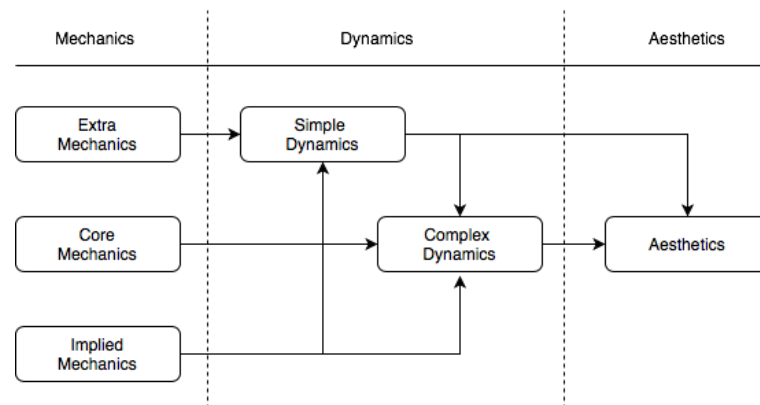 Mechanics
Dynamics
Aesthetics
Extra
Mechanics
Simple
Dynamics
Core
Mechanics
Complex
Dynamics
Aesthetics
Implied
Mechanics